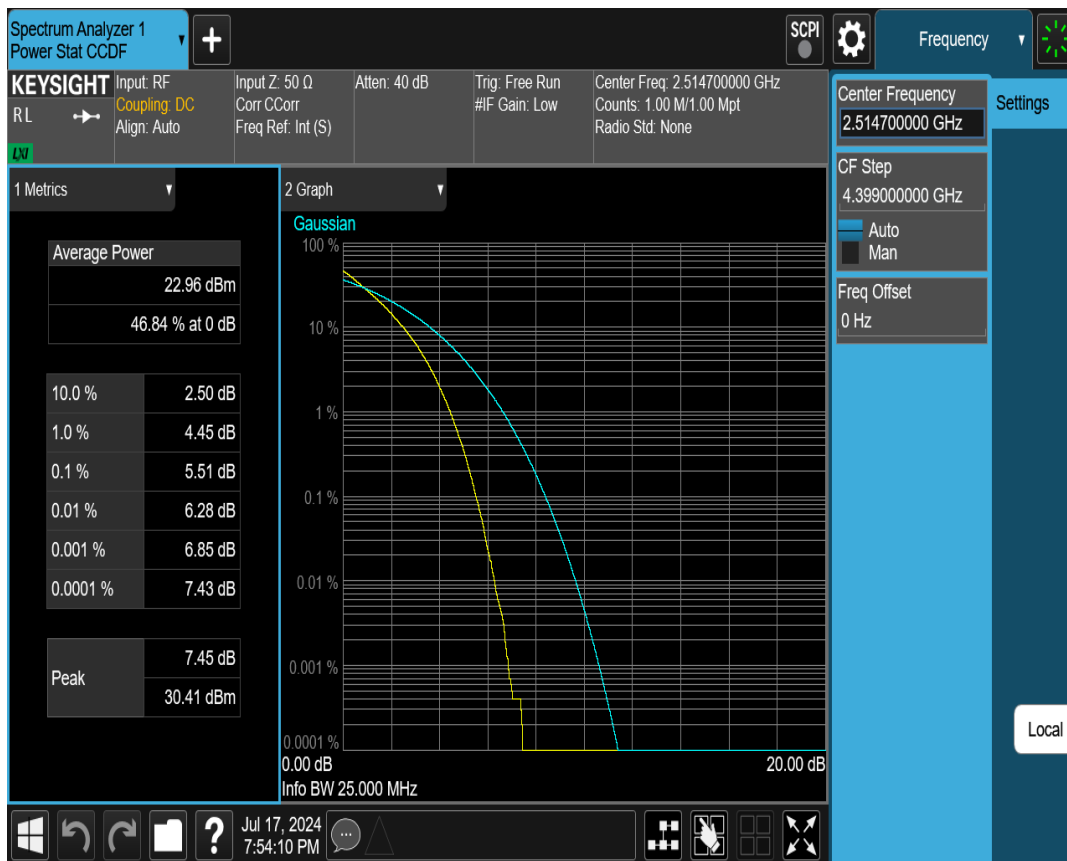 Spectrum Analyzer 1
Power Stat CCDF
+
SCPI
Frequency
KEYSIGHT
RL
LXI
Input: RF
Coupling: DC
Align: Auto
Input Z: 50 Ω
Corr CCorr
Freq Ref: Int (S)
Atten: 40 dB
Trig: Free Run
#IF Gain: Low
Center Freq: 2.514700000 GHz
Counts: 1.00 M/1.00 Mpt
Radio Std: None
Center Frequency
2.514700000 GHz
Settings
CF Step
4.399000000 GHz
Auto
Man
Freq Offset
0 Hz
Local
1 Metrics
Average Power
22.96 dBm
46.84 % at 0 dB
10.0 % 2.50 dB
1.0 % 4.45 dB
0.1 % 5.51 dB
0.01 % 6.28 dB
0.001 % 6.85 dB
0.0001 % 7.43 dB
Peak
7.45 dB
30.41 dBm
2 Graph
Gaussian
100 %
10 %
1 %
0.1 %
0.01 %
0.001 %
0.0001 %
0.00 dB 20.00 dB
Info BW 25.000 MHz
?
Jul 17, 2024
7:54:10 PM